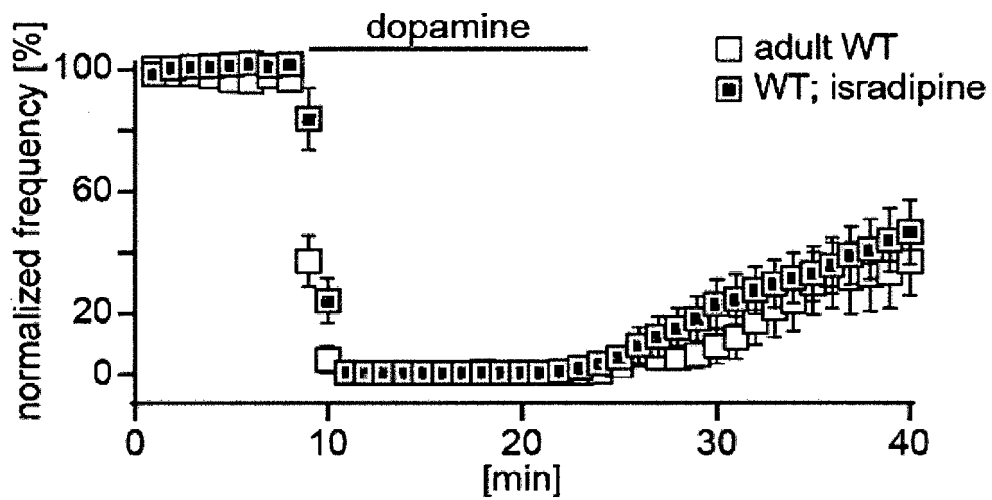 dopamine
adult WT
WT; isradipine
normalized frequency [%]
100
60
20
0
0
10
20
30
40
[min]